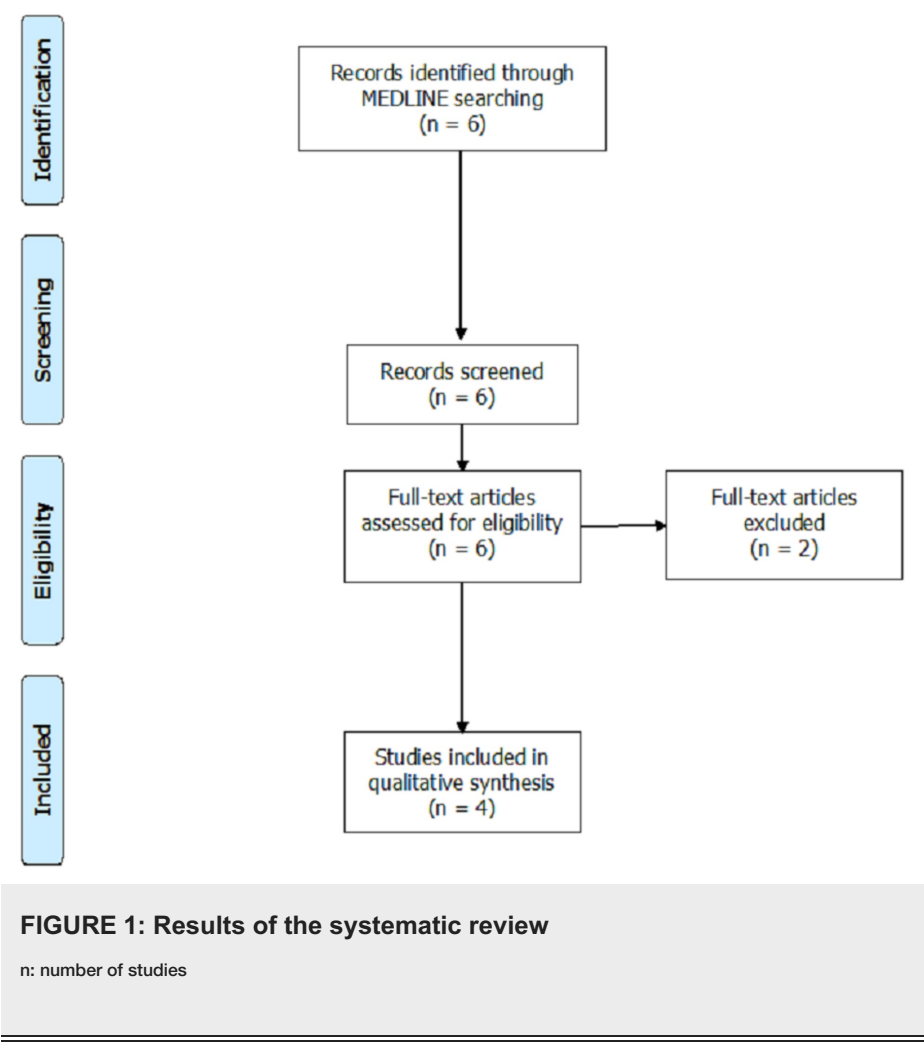 Identification
Records identified through
MEDLINE searching
(n = 6)
Screening
Records screened
(n = 6)
Eligibility
Full-text articles
assessed for eligibility
(n = 6)
Full-text articles
excluded
(n = 2)
Included
Studies included in
qualitative synthesis
(n = 4)
FIGURE 1: Results of the systematic review
n: number of studies